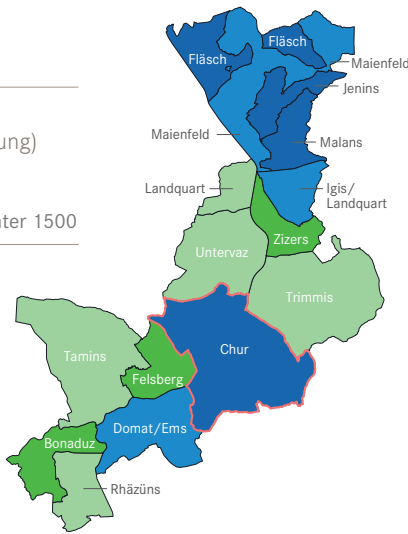 Fläsch
Fläsch
Maienfeld
Jenins
ung)
Maienfeld
Malans
Landquart
Igis/
Landquart
nter 1500
Zizers
Untervaz
Trimmis
Chur
Tamins
Felsberg
Domat/Ems
Bonaduz
Rhäzüns